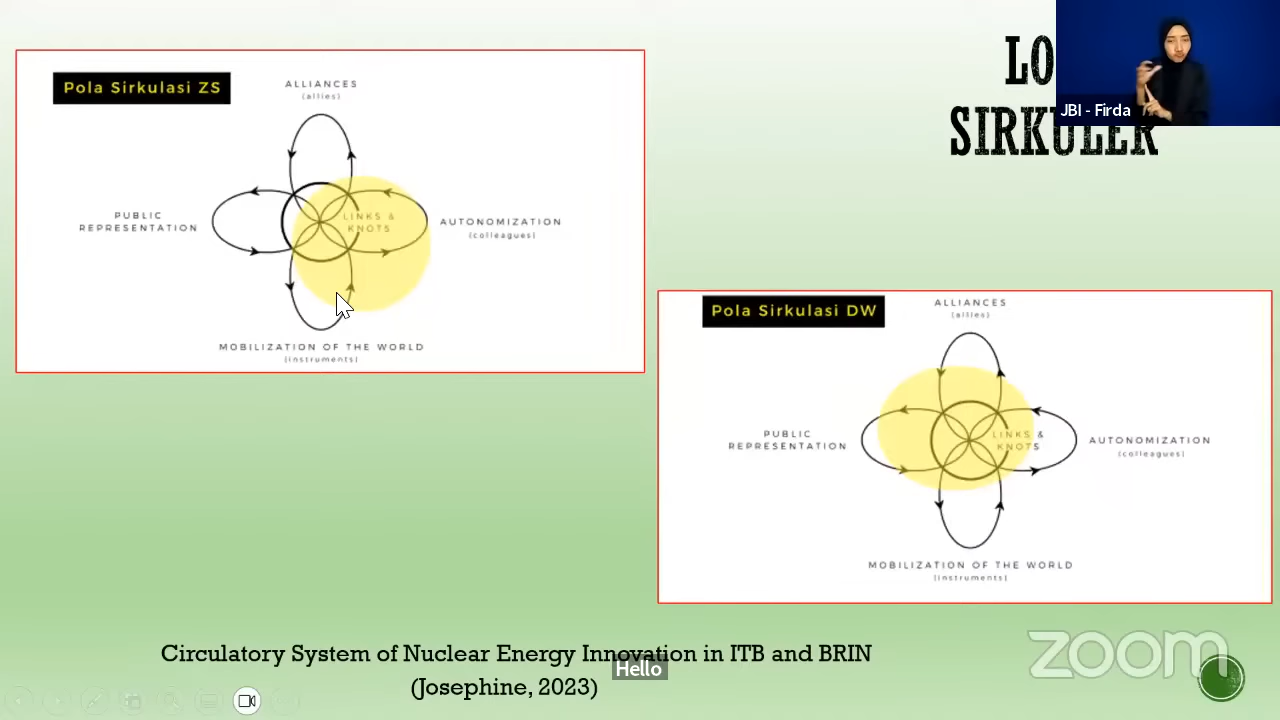 LO
SIRKULER
JBI - Firda
Pola Sirkulasi ZS
ALLIANCES
(allies)
PUBLIC
REPRESENTATION
LINKS &
KNOTS
AUTONOMIZATION
(colleagues)
MOBILIZATION OF THE WORLD
(instruments)
Pola Sirkulasi DW
ALLIANCES
(allies)
PUBLIC
REPRESENTATION
LINKS &
KNOTS
AUTONOMIZATION
(colleagues)
MOBILIZATION OF THE WORLD
(instruments)
Circulatory System of Nuclear Energy Innovation in ITB and BRIN
(Josephine, 2023)
Hello
zoom